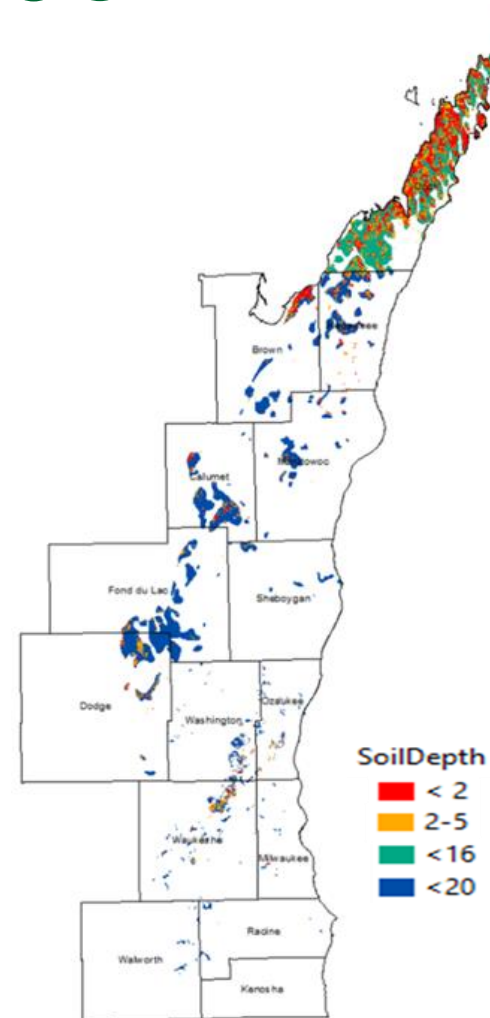 Brown
Calumet
Fond du Lac
Sheboygan
Dodge
Washington
Ozaukee
SoilDepth
< 2
2-5
<16
<20
Waukesha
Milwaukee
Racine
Walworth
Kenosha